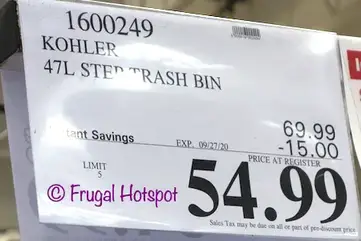 1600249
KOHLER
47L STEP TRASH BIN
69.99
Savings EXP. 09/27/20 -15.00
LIMIT PRICE AT REGISTER
5 54.99
© Frugal Hotspot
Sales Tax may be due on all or part of pre-discount price